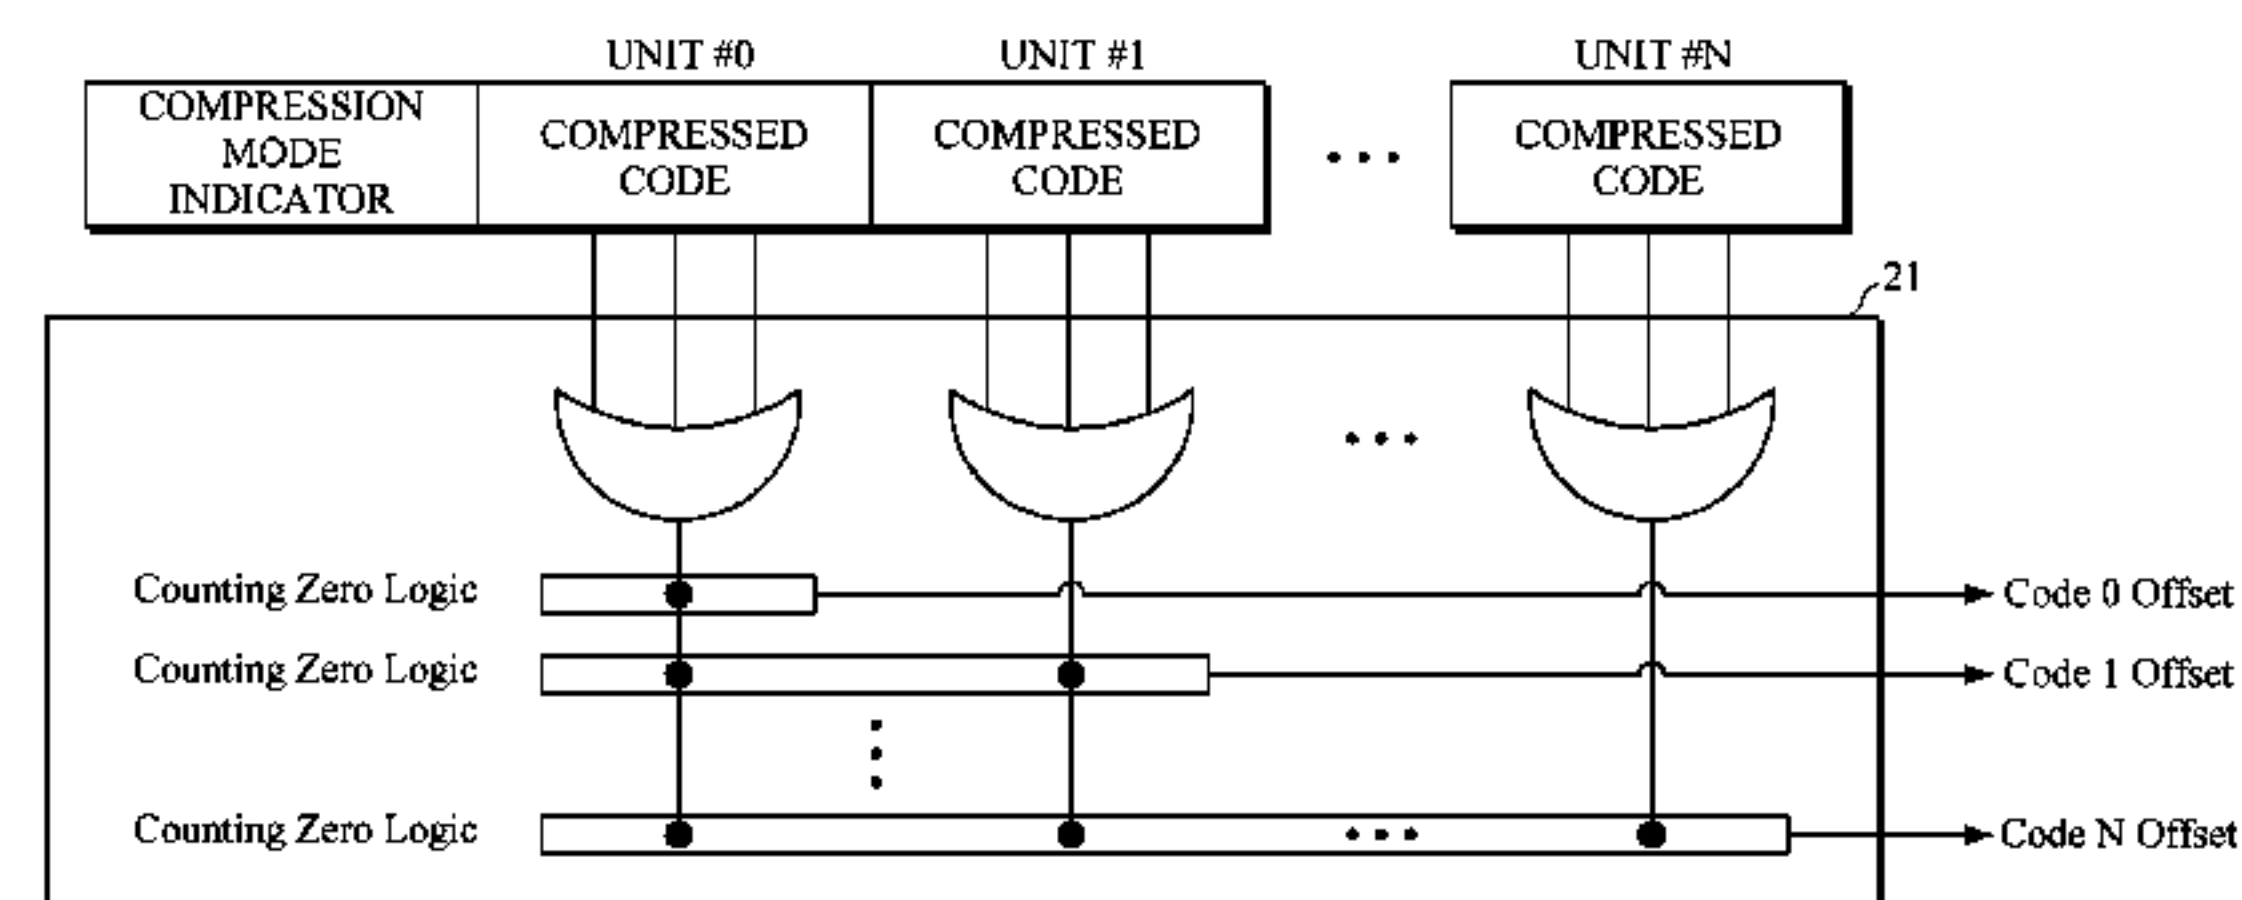 UNIT #0
UNIT #1
UNIT #N
COMPRESSION
MODE
INDICATOR
COMPRESSED
CODE
COMPRESSED
CODE
COMPRESSED
CODE
21
Counting Zero Logic
Code 0 Offset
Counting Zero Logic
Code 1 Offset
Counting Zero Logic
Code N Offset